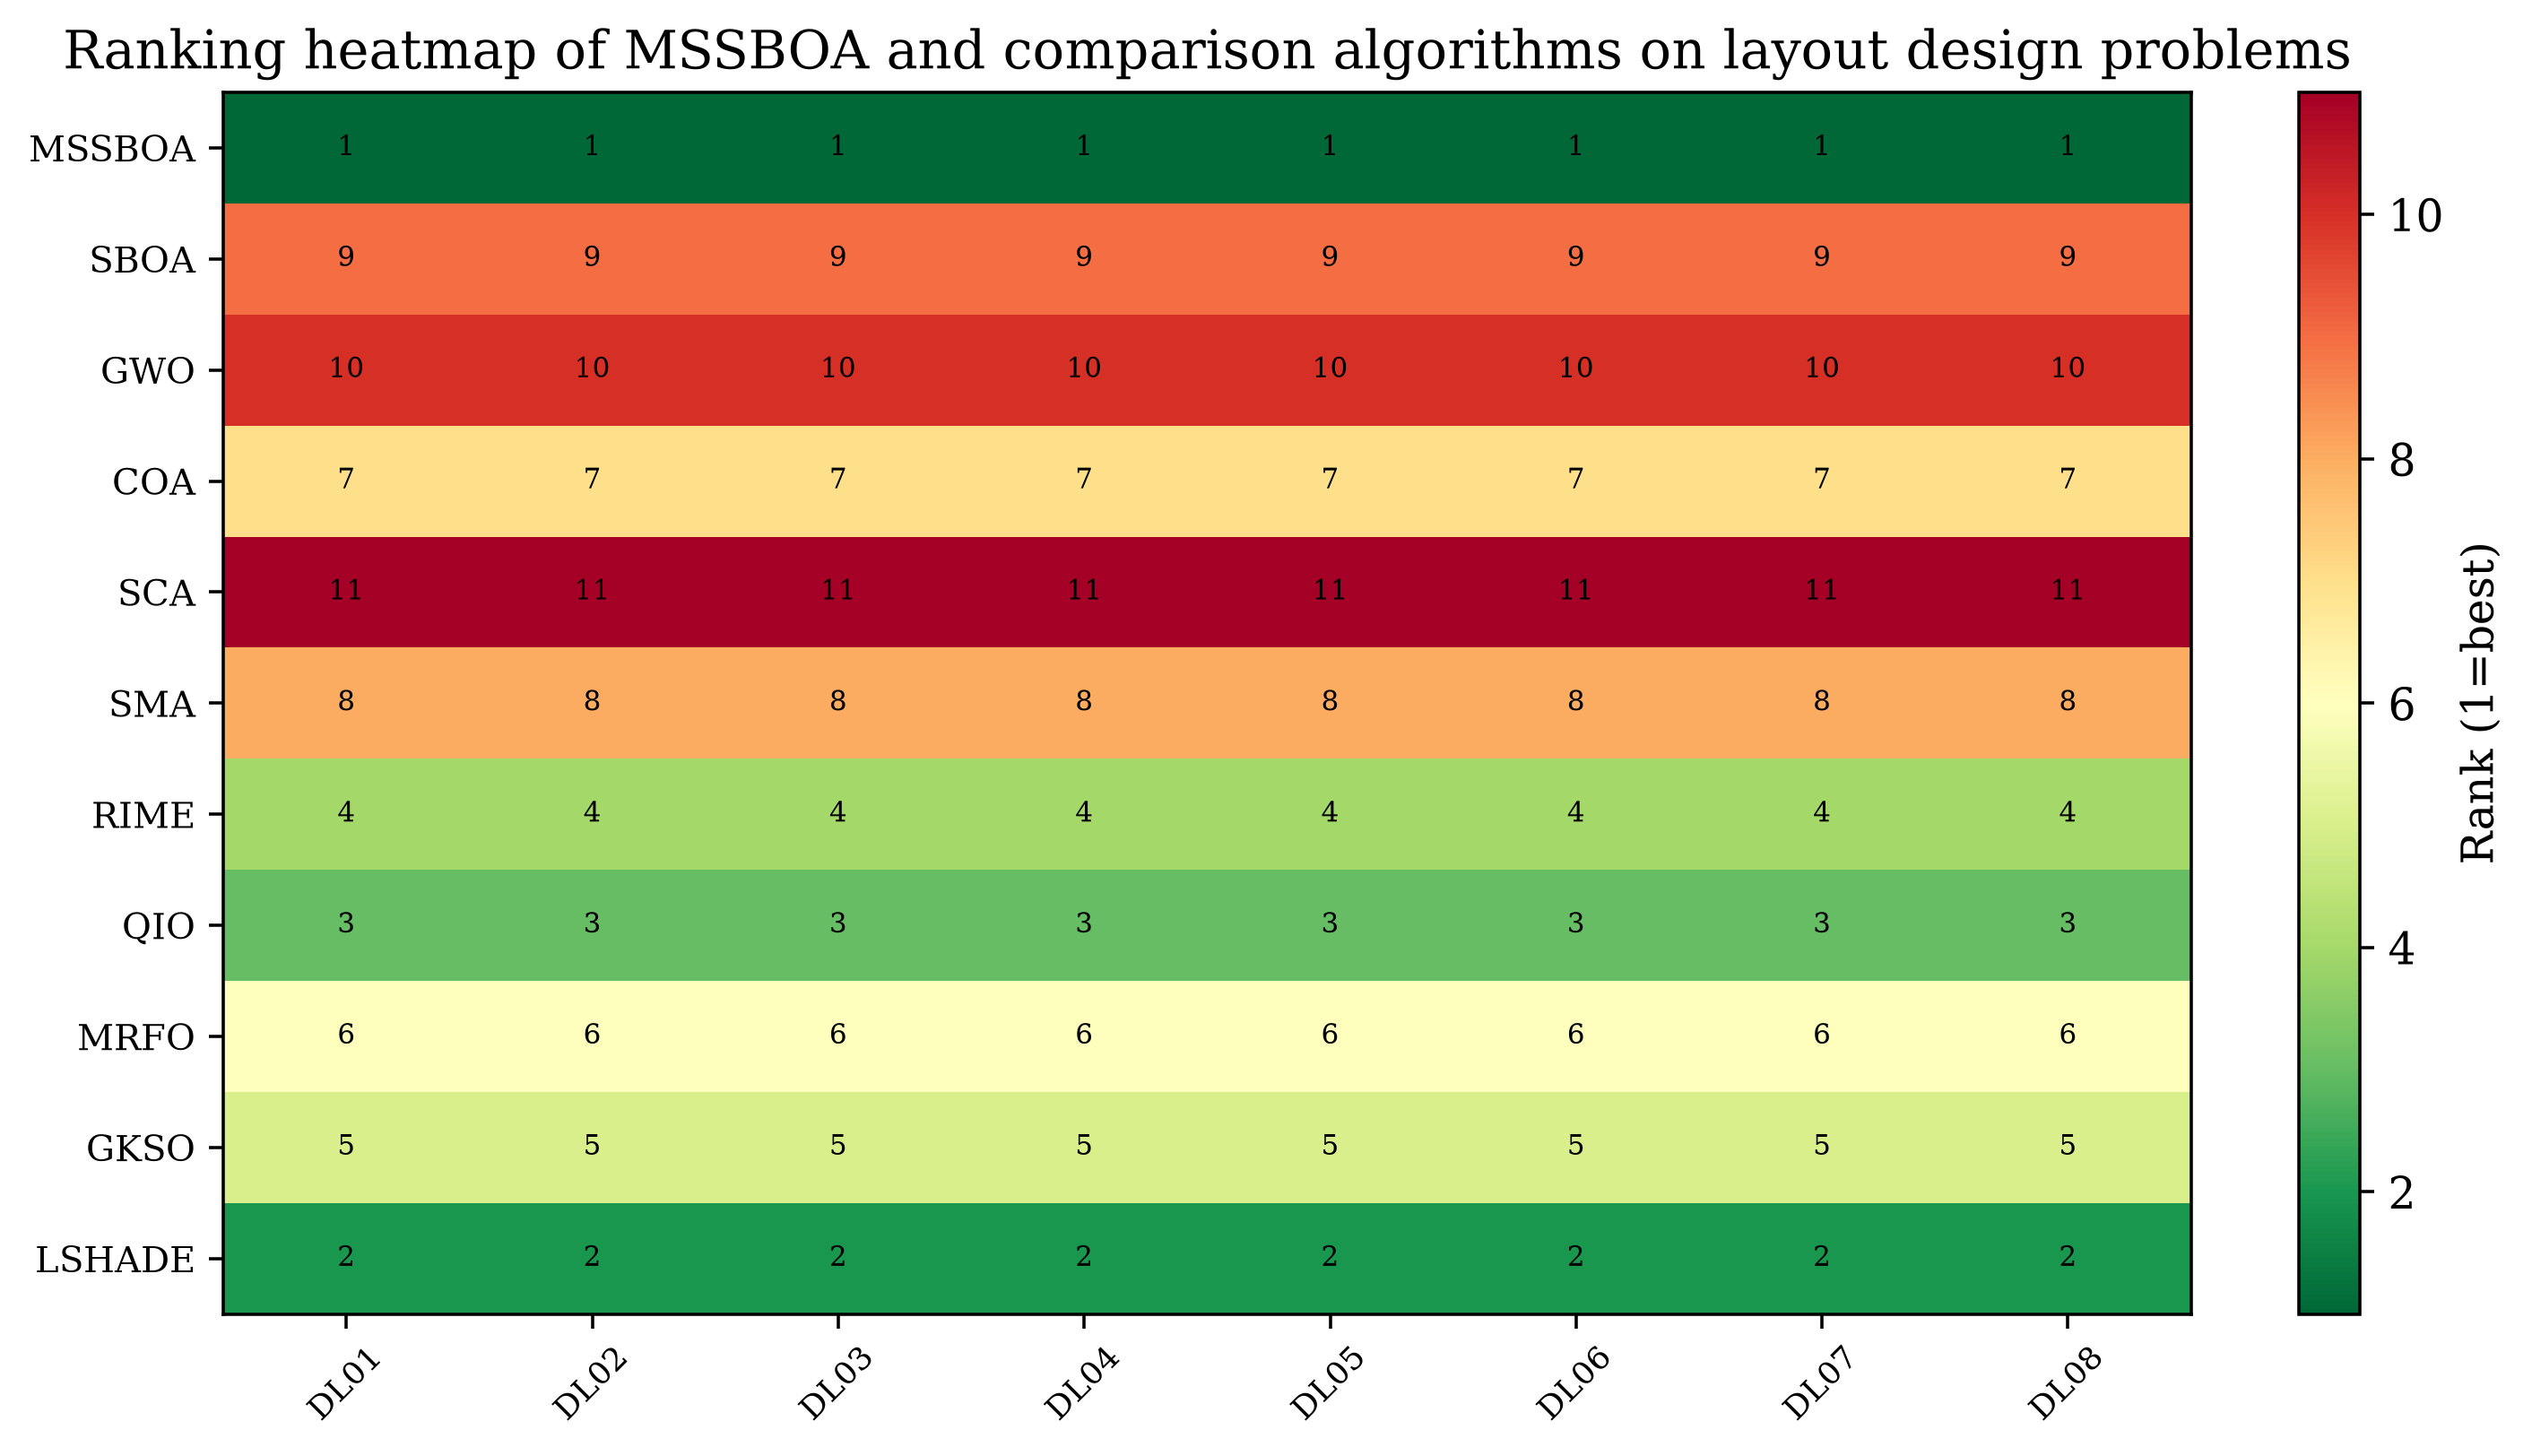 Ranking heatmap of MSSBOA and comparison algorithms on layout design problems
MSSBOA 1 1 1 1 1 1 1 1
SBOA 9 9 9 9 9 9 9 9
GWO 10 10 10 10 10 10 10 10
COA 7 7 7 7 7 7 7 7
SCA 11 11 11 11 11 11 11 11
SMA 8 8 8 8 8 8 8 8
RIME 4 4 4 4 4 4 4 4
QIO 3 3 3 3 3 3 3 3
MRFO 6 6 6 6 6 6 6 6
GKSO 5 5 5 5 5 5 5 5
LSHADE 2 2 2 2 2 2 2 2
DL01 DL02 DL03 DL04 DL05 DL06 DL07 DL08
10
8
6
4
2
Rank (1=best)